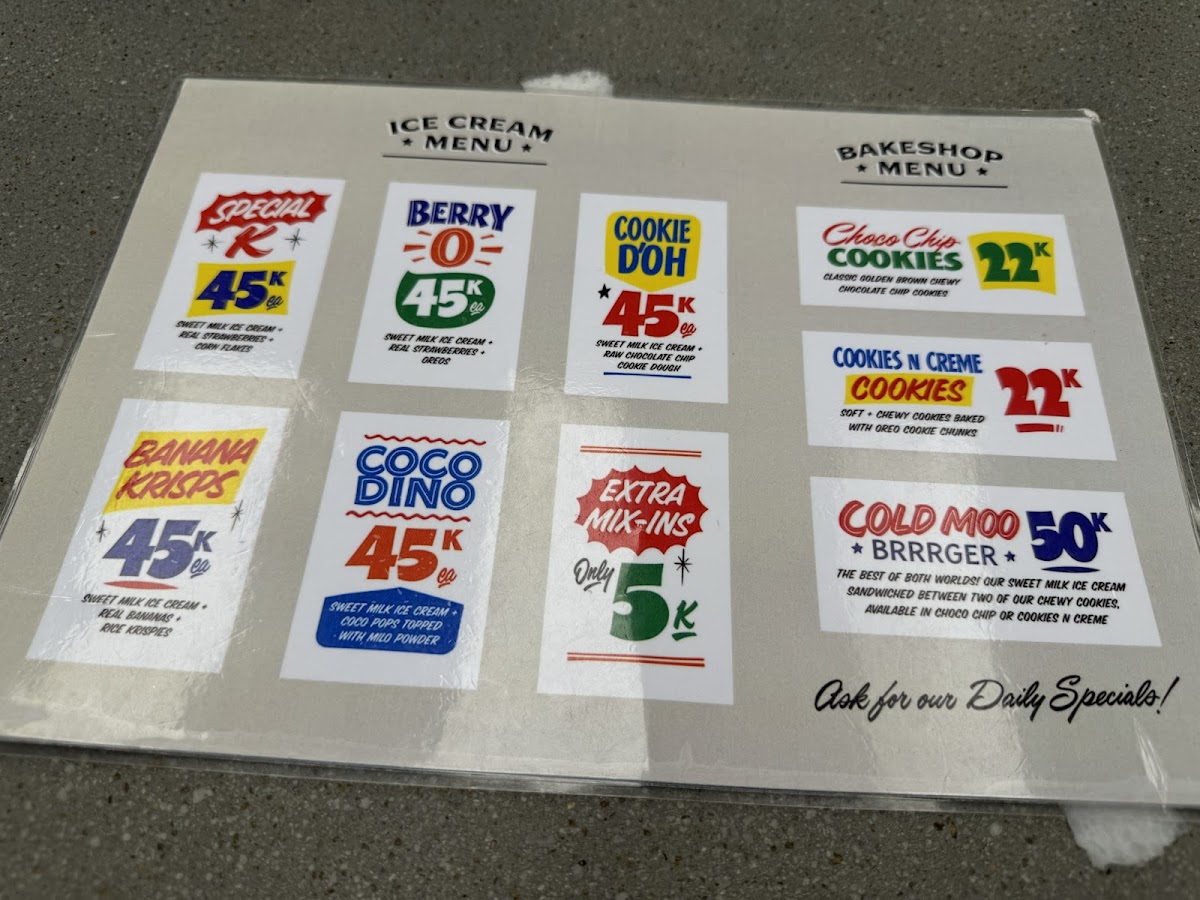 ICE CREAM
★ MENU ★
SPECIAL
K
45K ea
SWEET MILK ICE CREAM +
REAL STRAWBERRIES +
CORN FLAKES
BERRY
O
45K ea
SWEET MILK ICE CREAM +
REAL STRAWBERRIES +
OREOS
COOKIE
D'OH
★ 45K ea
SWEET MILK ICE CREAM +
RAW CHOCOLATE CHIP
COOKIE DOUGH
BANANA
KRISPS
45K ea
SWEET MILK ICE CREAM +
REAL BANANAS +
RICE KRISPIES
COCO
DINO
45K ea
SWEET MILK ICE CREAM +
COCO POPS TOPPED
WITH MILO POWDER
EXTRA
MIX-INS
Only 5K
BAKESHOP
★ MENU ★
Choco Chip
COOKIES
22K
CLASSIC GOLDEN BROWN CHEWY
CHOCOLATE CHIP COOKIES
COOKIES N CREME
COOKIES
22K
SOFT + CHEWY COOKIES BAKED
WITH OREO COOKIE CHUNKS
COLD MOO
★ BRRRGER ★
50K
THE BEST OF BOTH WORLDS! OUR SWEET MILK ICE CREAM
SANDWICHED BETWEEN TWO OF OUR CHEWY COOKIES.
AVAILABLE IN CHOCO CHIP OR COOKIES N CREME
Ask for our Daily Specials!